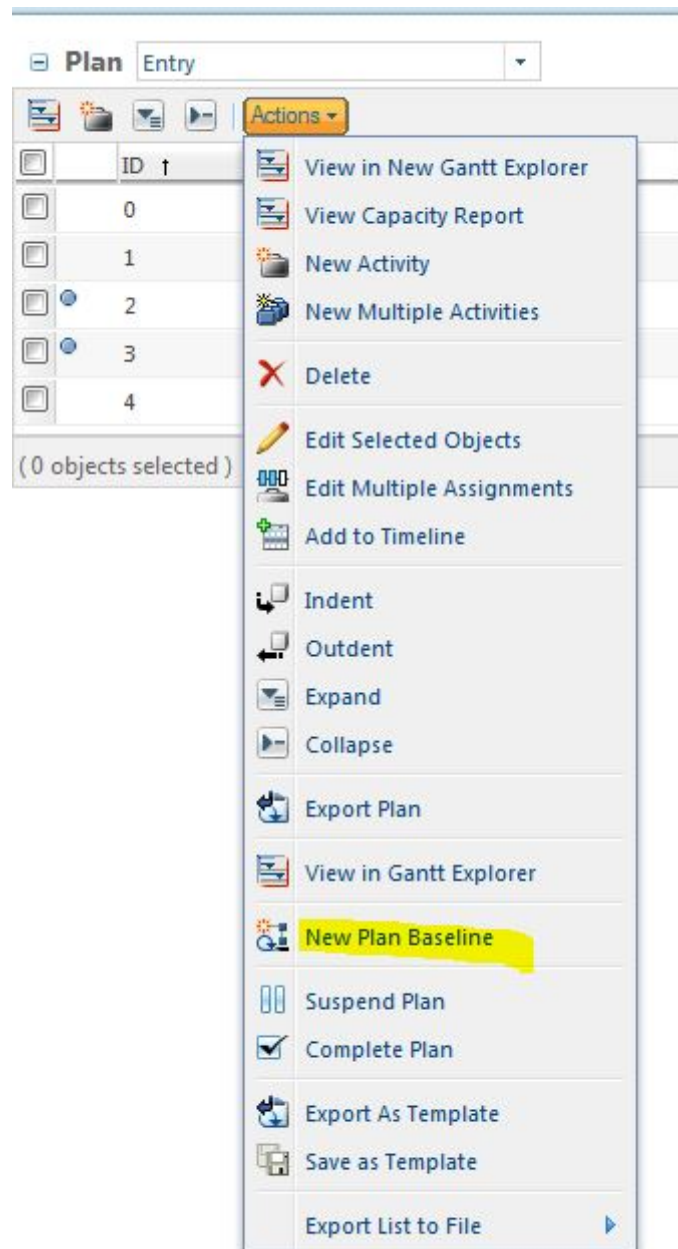 Plan Entry
Actions
ID
0
1
2
3
4
(0 objects selected)
View in New Gantt Explorer
View Capacity Report
New Activity
New Multiple Activities
Delete
Edit Selected Objects
Edit Multiple Assignments
Add to Timeline
Indent
Outdent
Expand
Collapse
Export Plan
View in Gantt Explorer
New Plan Baseline
Suspend Plan
Complete Plan
Export As Template
Save as Template
Export List to File